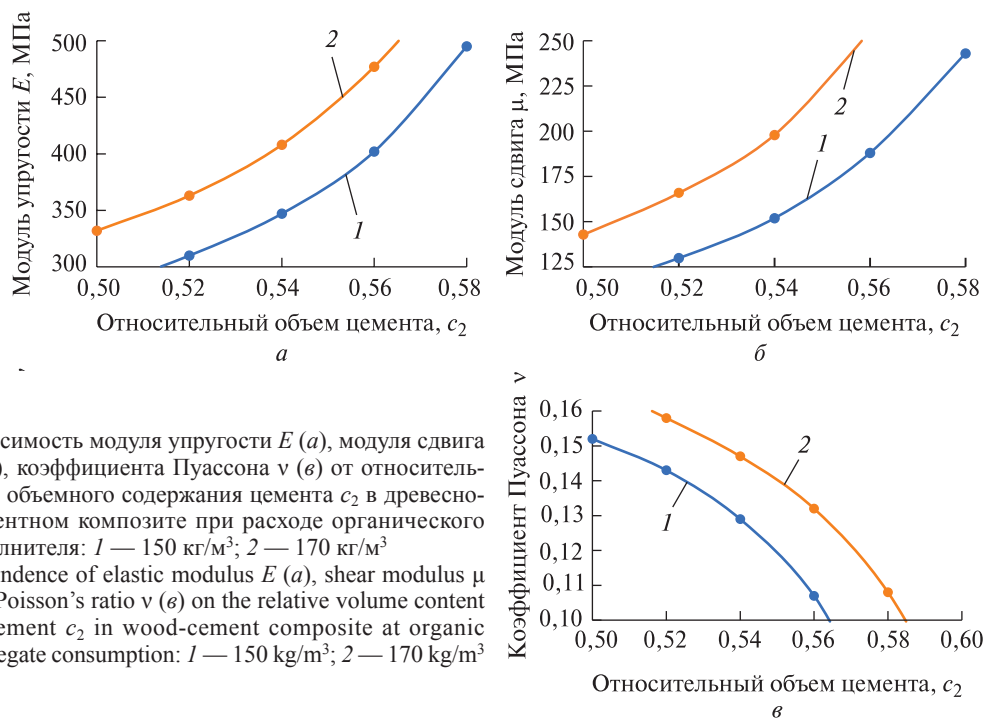 Модуль упругости E, МПа
500
450
400
350
300
0,50 0,52 0,54 0,56 0,58
2
1
Относительный объем цемента, c₂
а
Модуль сдвига μ, МПа
250
225
200
175
150
125
0,50 0,52 0,54 0,56 0,58
2
1
Относительный объем цемента, c₂
б
симость модуля упругости E (а), модуля сдвига
), коэффициента Пуассона ν (в) от относитель-
объемного содержания цемента c₂ в древесно-
ентном композите при расходе органического
лнителя: 1 — 150 кг/м³; 2 — 170 кг/м³
ndence of elastic modulus E (а), shear modulus μ
Poisson's ratio ν (в) on the relative volume content
ement c₂ in wood-cement composite at organic
egate consumption: 1 — 150 kg/m³; 2 — 170 kg/m³
Коэффициент Пуассона ν
0,16
0,15
0,14
0,13
0,12
0,11
0,10
0,50 0,52 0,54 0,56 0,58 0,60
2
1
Относительный объем цемента, c₂
в